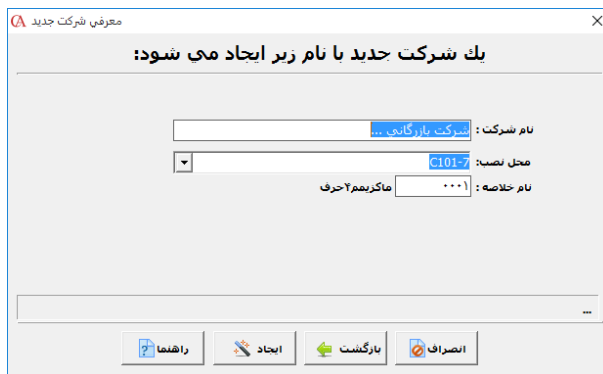 معرفي شركت جديد
يك شركت جديد با نام زير ايجاد مي شود:
نام شركت : شركت بازرگاني ...
محل نصب: C101-7
نام خلاصه : ۰۰۰۱ ماكزيمم۴حرف
...
انصراف بازگشت ايجاد راهنما